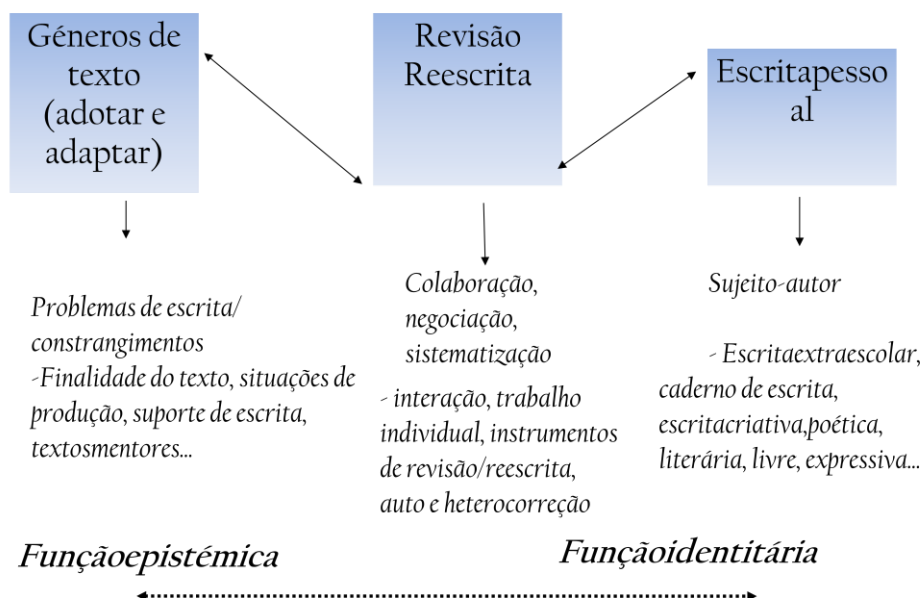 Géneros de
texto
(adotar e
adaptar)
Revisão
Reescrita
Escritapesso
al
Problemas de escrita/
constrangimentos
-Finalidade do texto, situações de
produção, suporte de escrita,
textosmentores...
Colaboração,
negociação,
sistematização
- interação, trabalho
individual, instrumentos
de revisão/reescrita,
auto e heterocorreção
Sujeito-autor
- Escritaextraescolar,
caderno de escrita,
escritacriativa,poética,
literária, livre, expressiva...
Funçãoepistémica
Funçãoidentitária